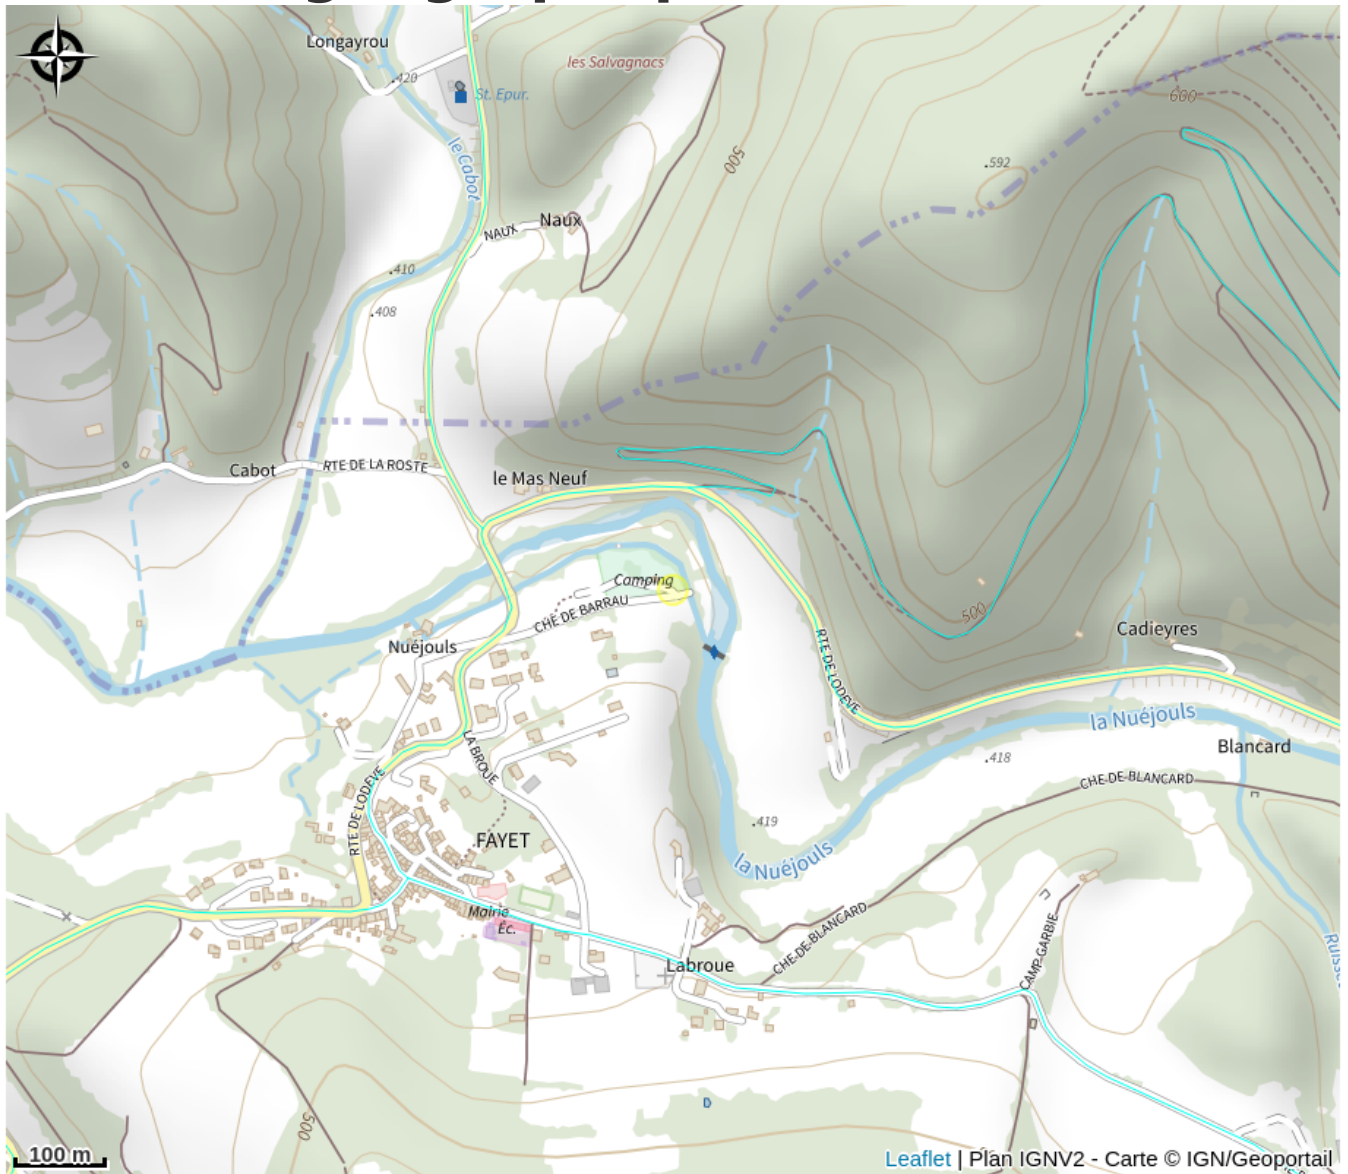 Longayrou
les Salvagnacs
.420
St. Epur.
600
le Cabot
500
.592
NAUX
Naux
.410
.408
Cabot
RTE DE LA ROSTE
le Mas Neuf
Camping
CHE DE BARRAU
500
Cadieyres
Nuéjouls
RTE DE LODÈVE
la Nuéjouls
Blancard
LA BROUE
.418
CHE DE BLANCARD
RTE DE LODÈVE
.419
FAYET
la Nuéjouls
Mairie
Éc.
CHE DE BLANCARD
CAMP GARBIE
Labroue
500
D
100 m
Leaflet | Plan IGNV2 - Carte © IGN/Geoportail